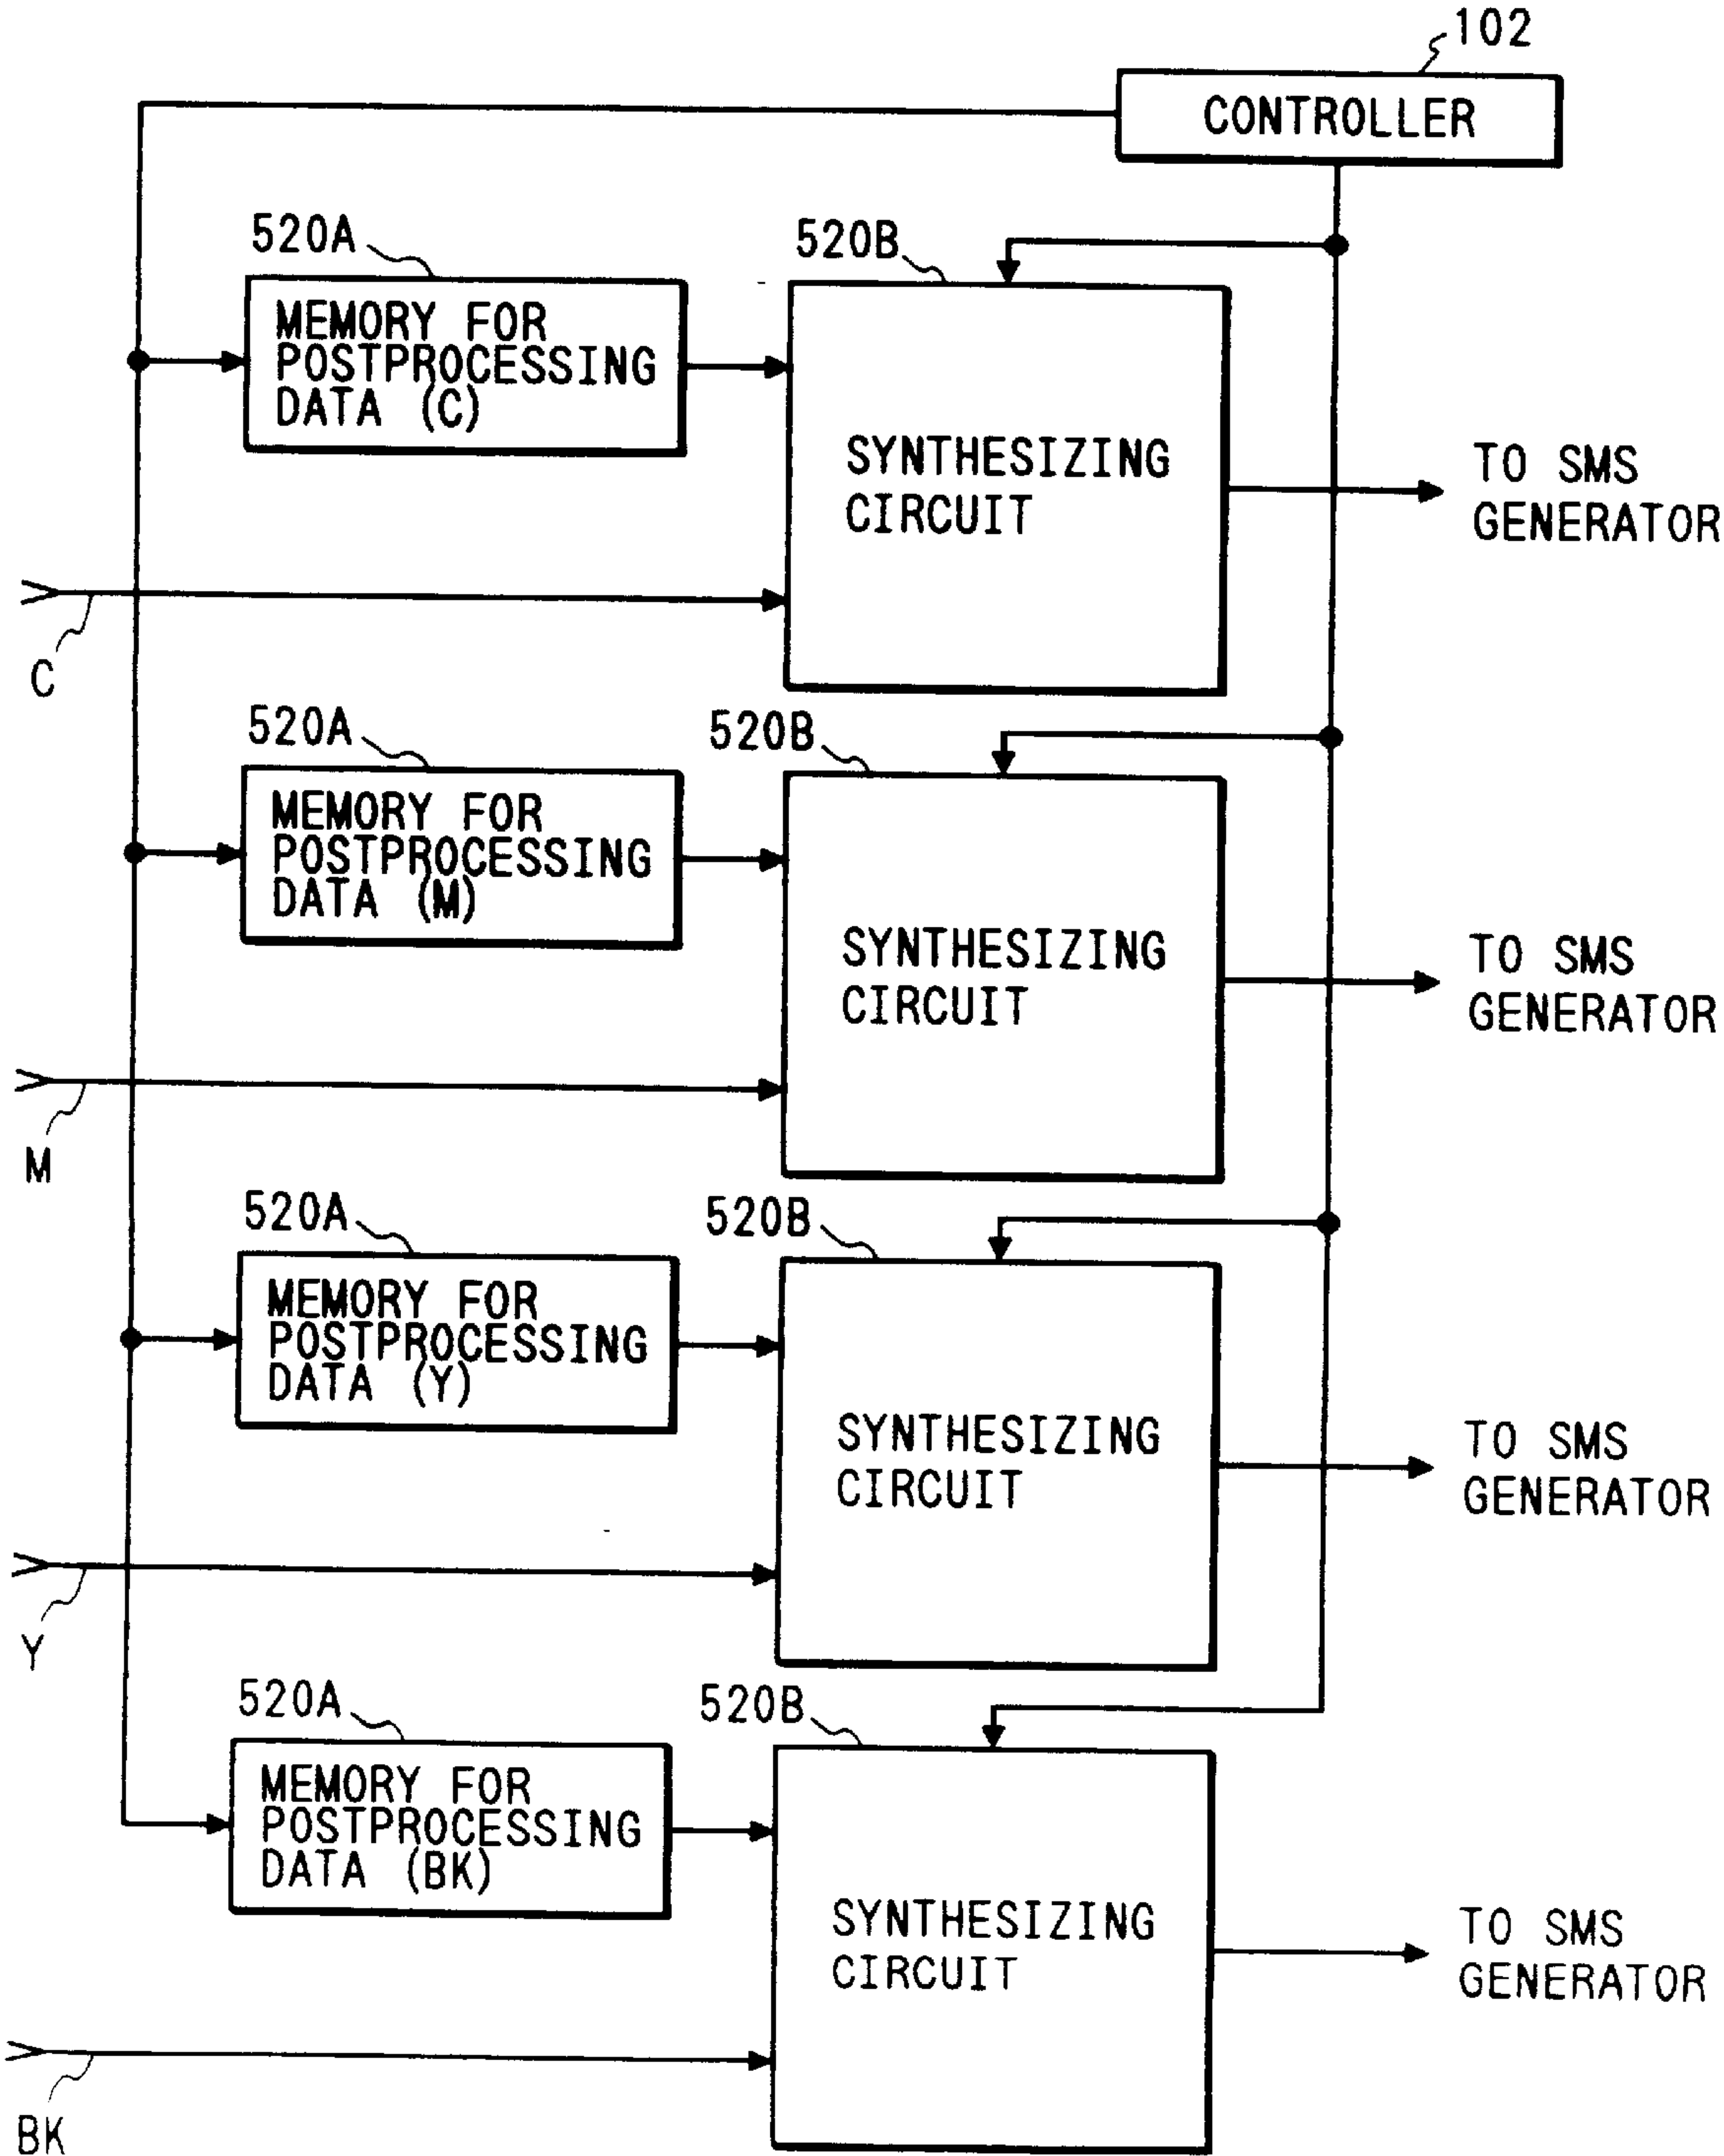 102
CONTROLLER
520A
520B
MEMORY FOR
POSTPROCESSING
DATA (C)
SYNTHESIZING
CIRCUIT
TO SMS
GENERATOR
C
520A
520B
MEMORY FOR
POSTPROCESSING
DATA (M)
SYNTHESIZING
CIRCUIT
TO SMS
GENERATOR
M
520A
520B
MEMORY FOR
POSTPROCESSING
DATA (Y)
SYNTHESIZING
CIRCUIT
TO SMS
GENERATOR
Y
520A
520B
MEMORY FOR
POSTPROCESSING
DATA (BK)
SYNTHESIZING
CIRCUIT
TO SMS
GENERATOR
BK